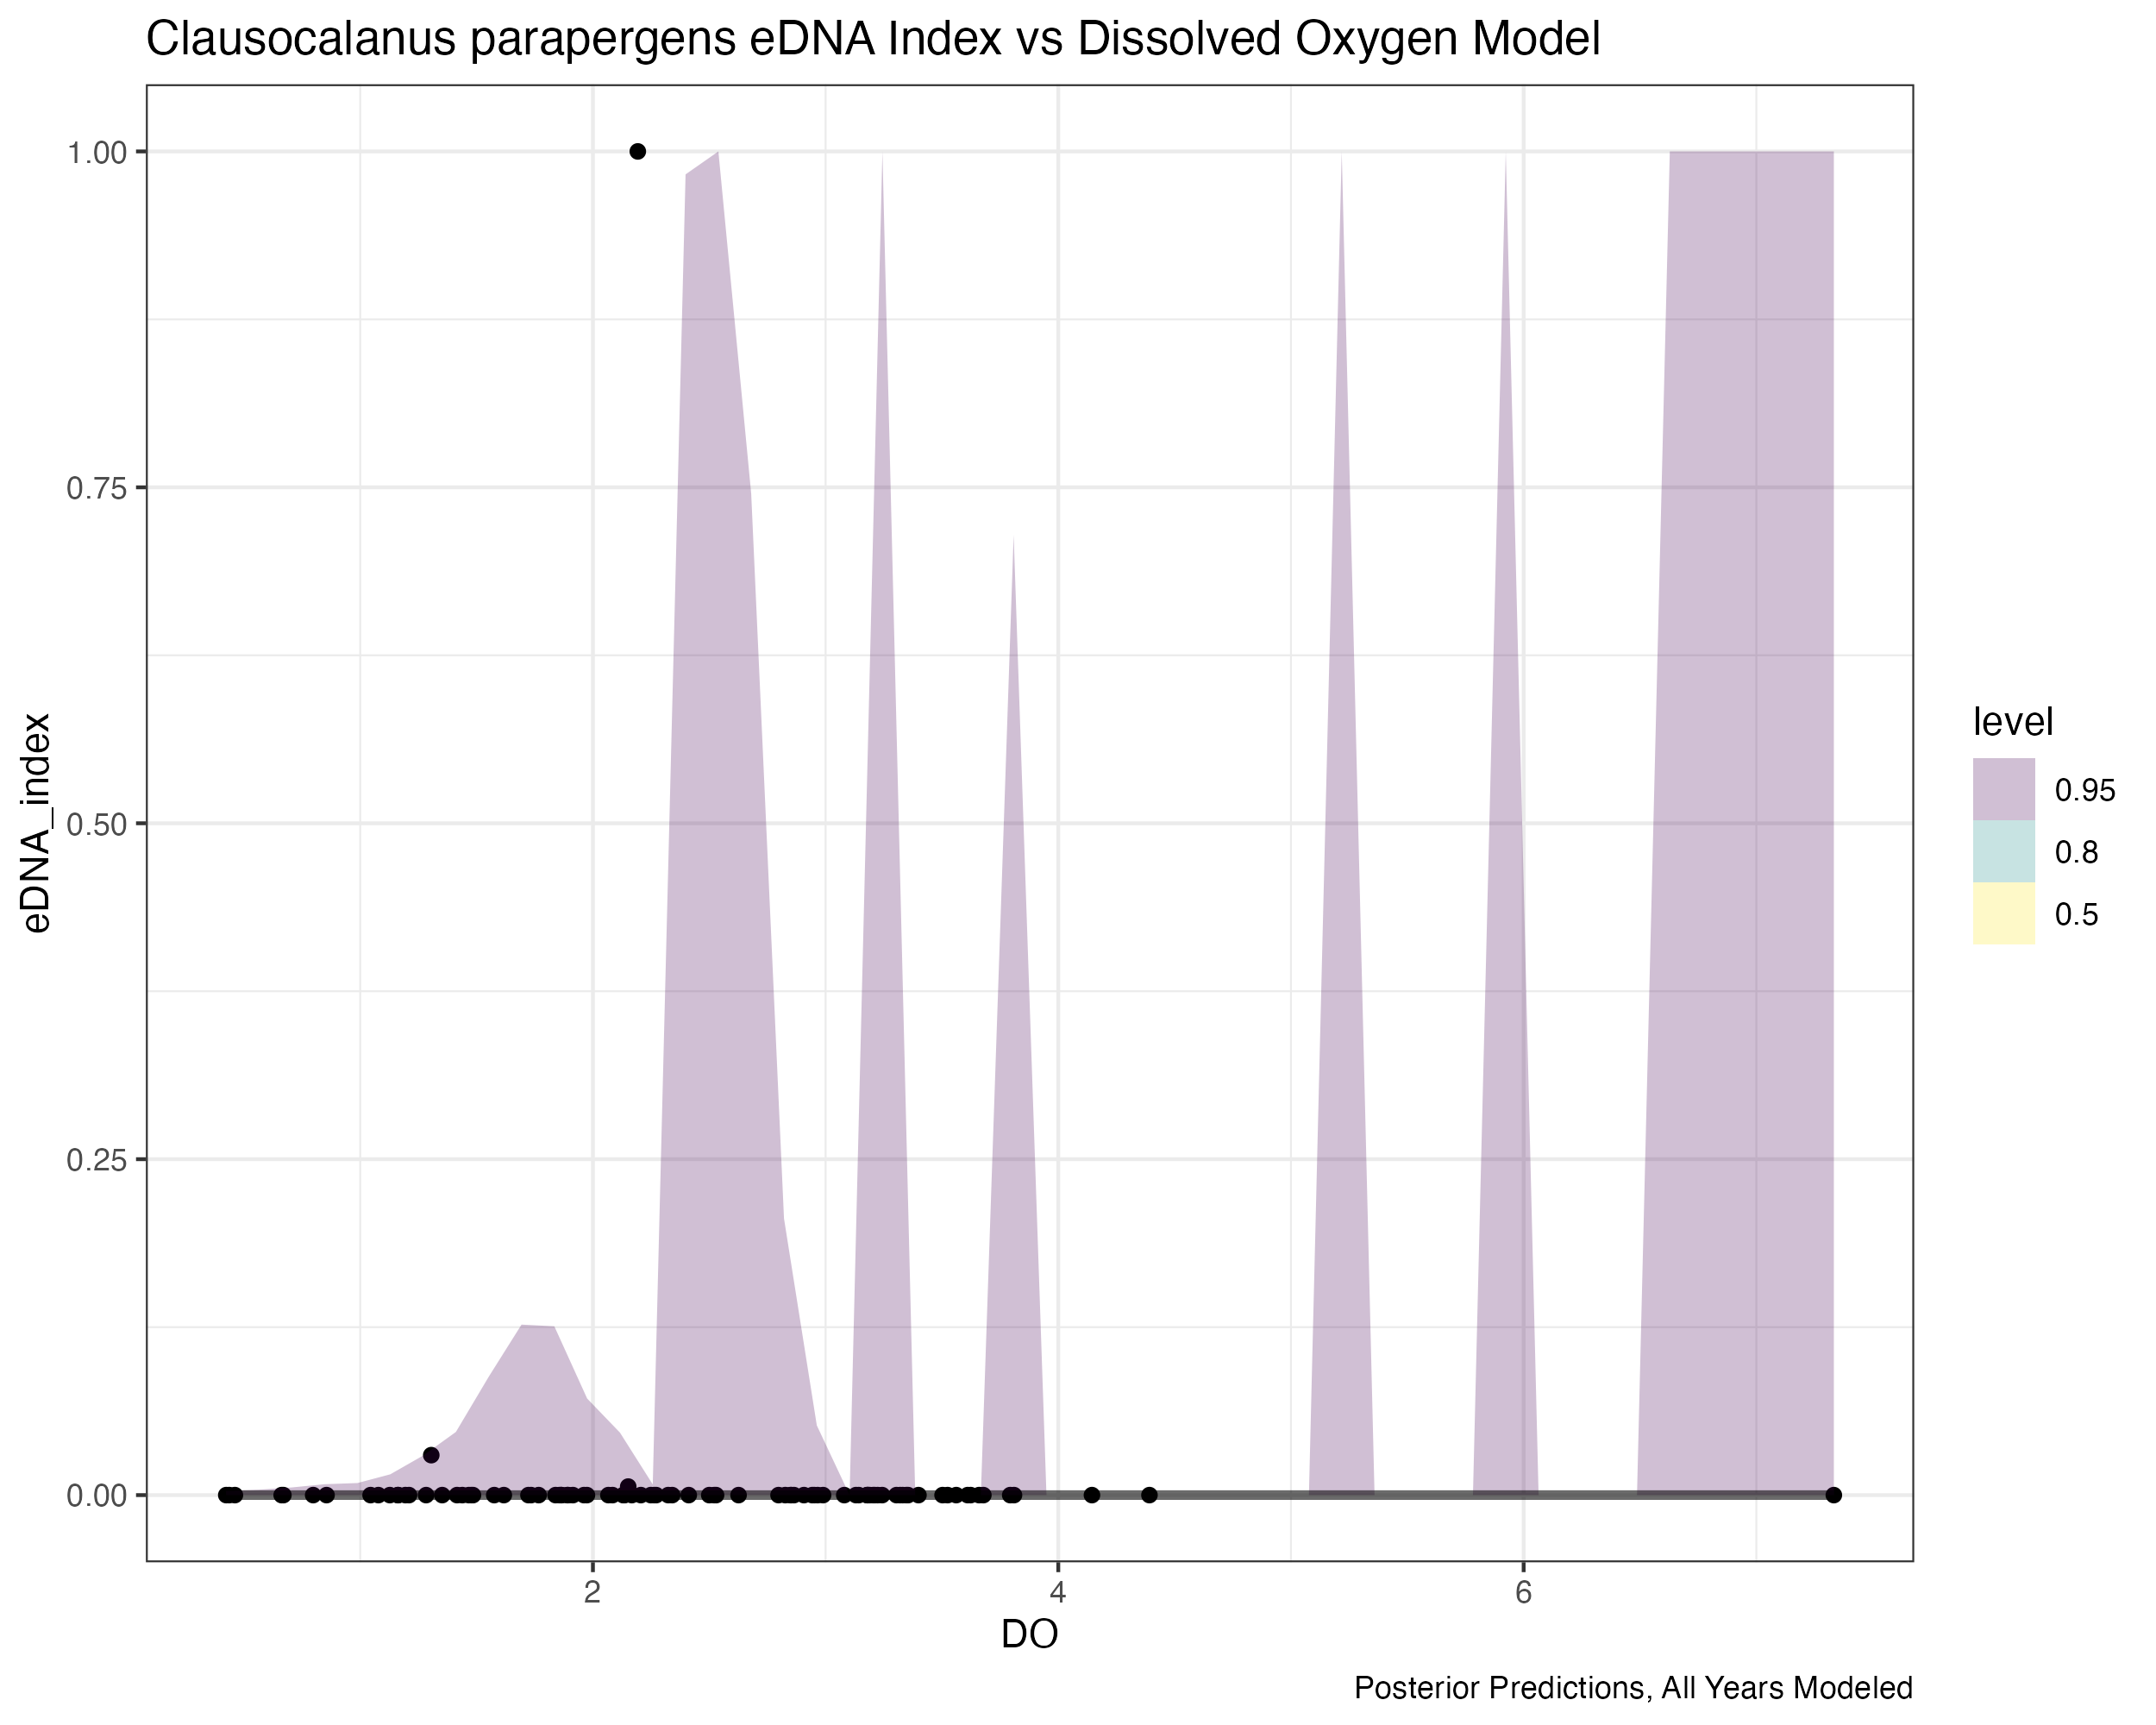 Clausocalanus parapergens eDNA Index vs Dissolved Oxygen Model
1.00
0.75
0.50
0.25
0.00
eDNA_index
2 4 6
DO
level
0.95
0.8
0.5
Posterior Predictions, All Years Modeled